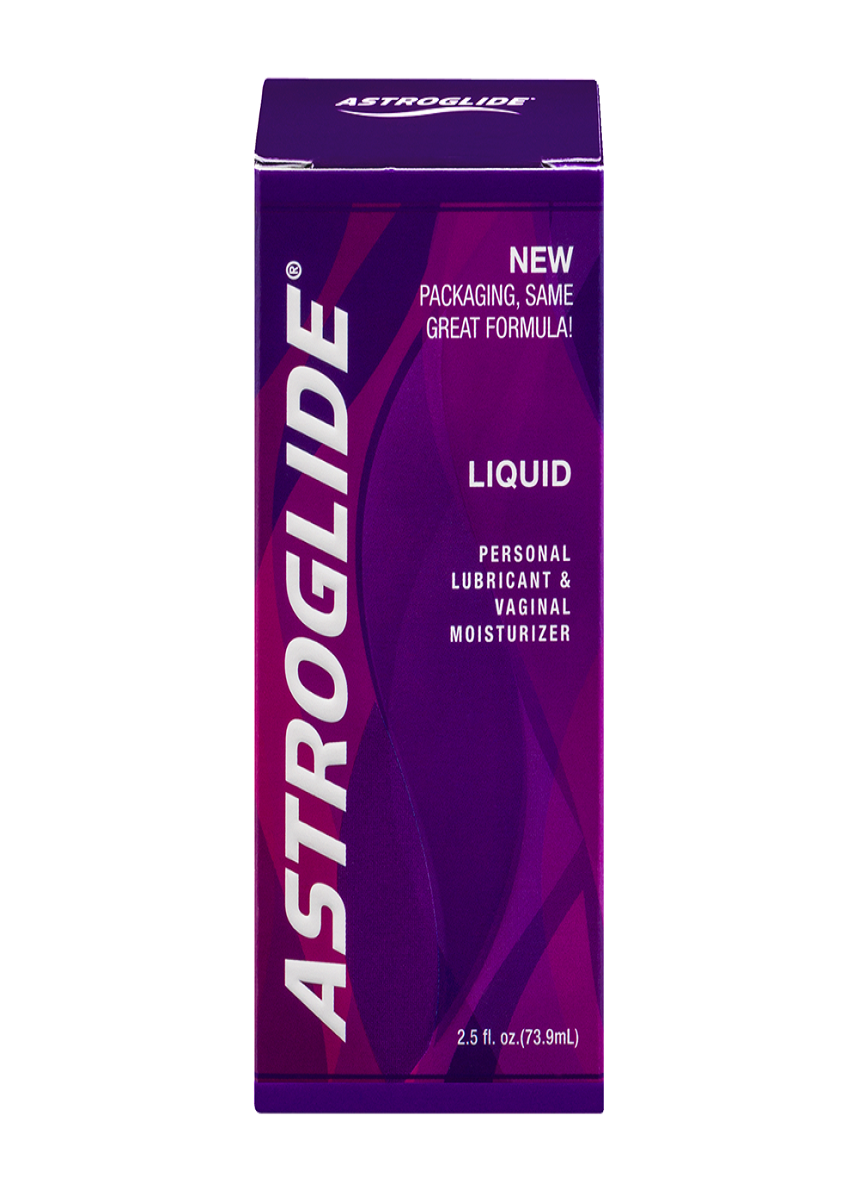 ASTROGLIDE
ASTROGLIDE®
NEW
PACKAGING, SAME
GREAT FORMULA!
LIQUID
PERSONAL
LUBRICANT &
VAGINAL
MOISTURIZER
2.5 fl. oz.(73.9mL)